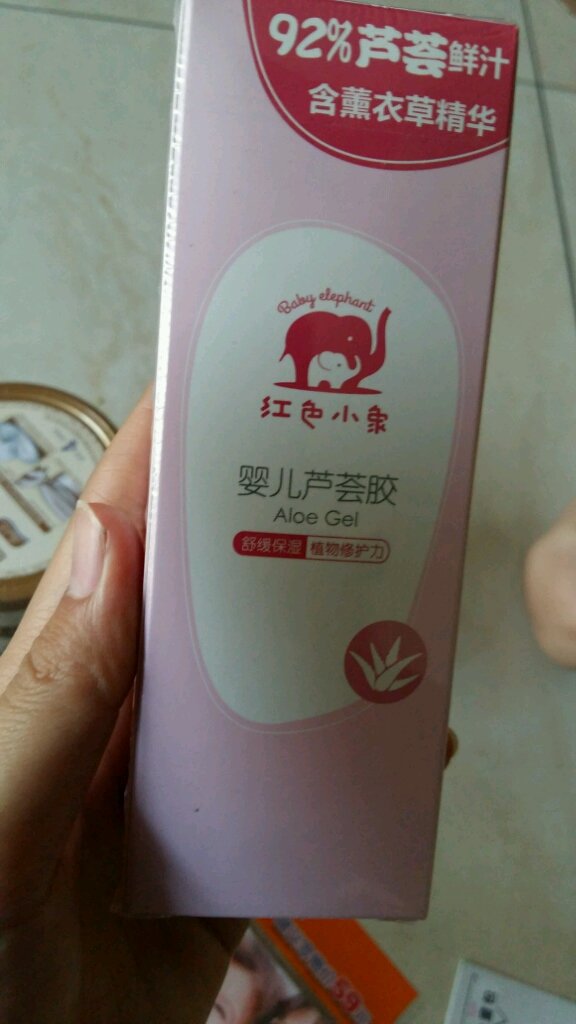 92%芦荟鲜汁
含薰衣草精华
Baby elephant
红色小象
婴儿芦荟胶
Aloe Gel
舒缓保湿 植物修护力
59